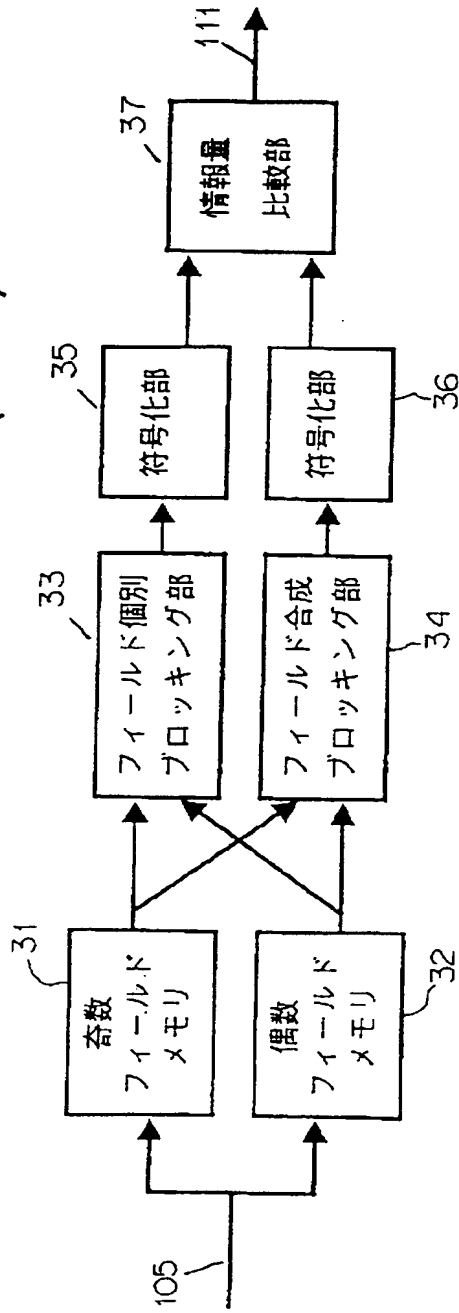 105
31
奇数
フィールド
メモリ
偶数
フィールド
メモリ
32
33
フィールド個別
ブロッキング部
フィールド合成
ブロッキング部
34
35
符号化部
符号化部
36
37
情報量
比較部
111